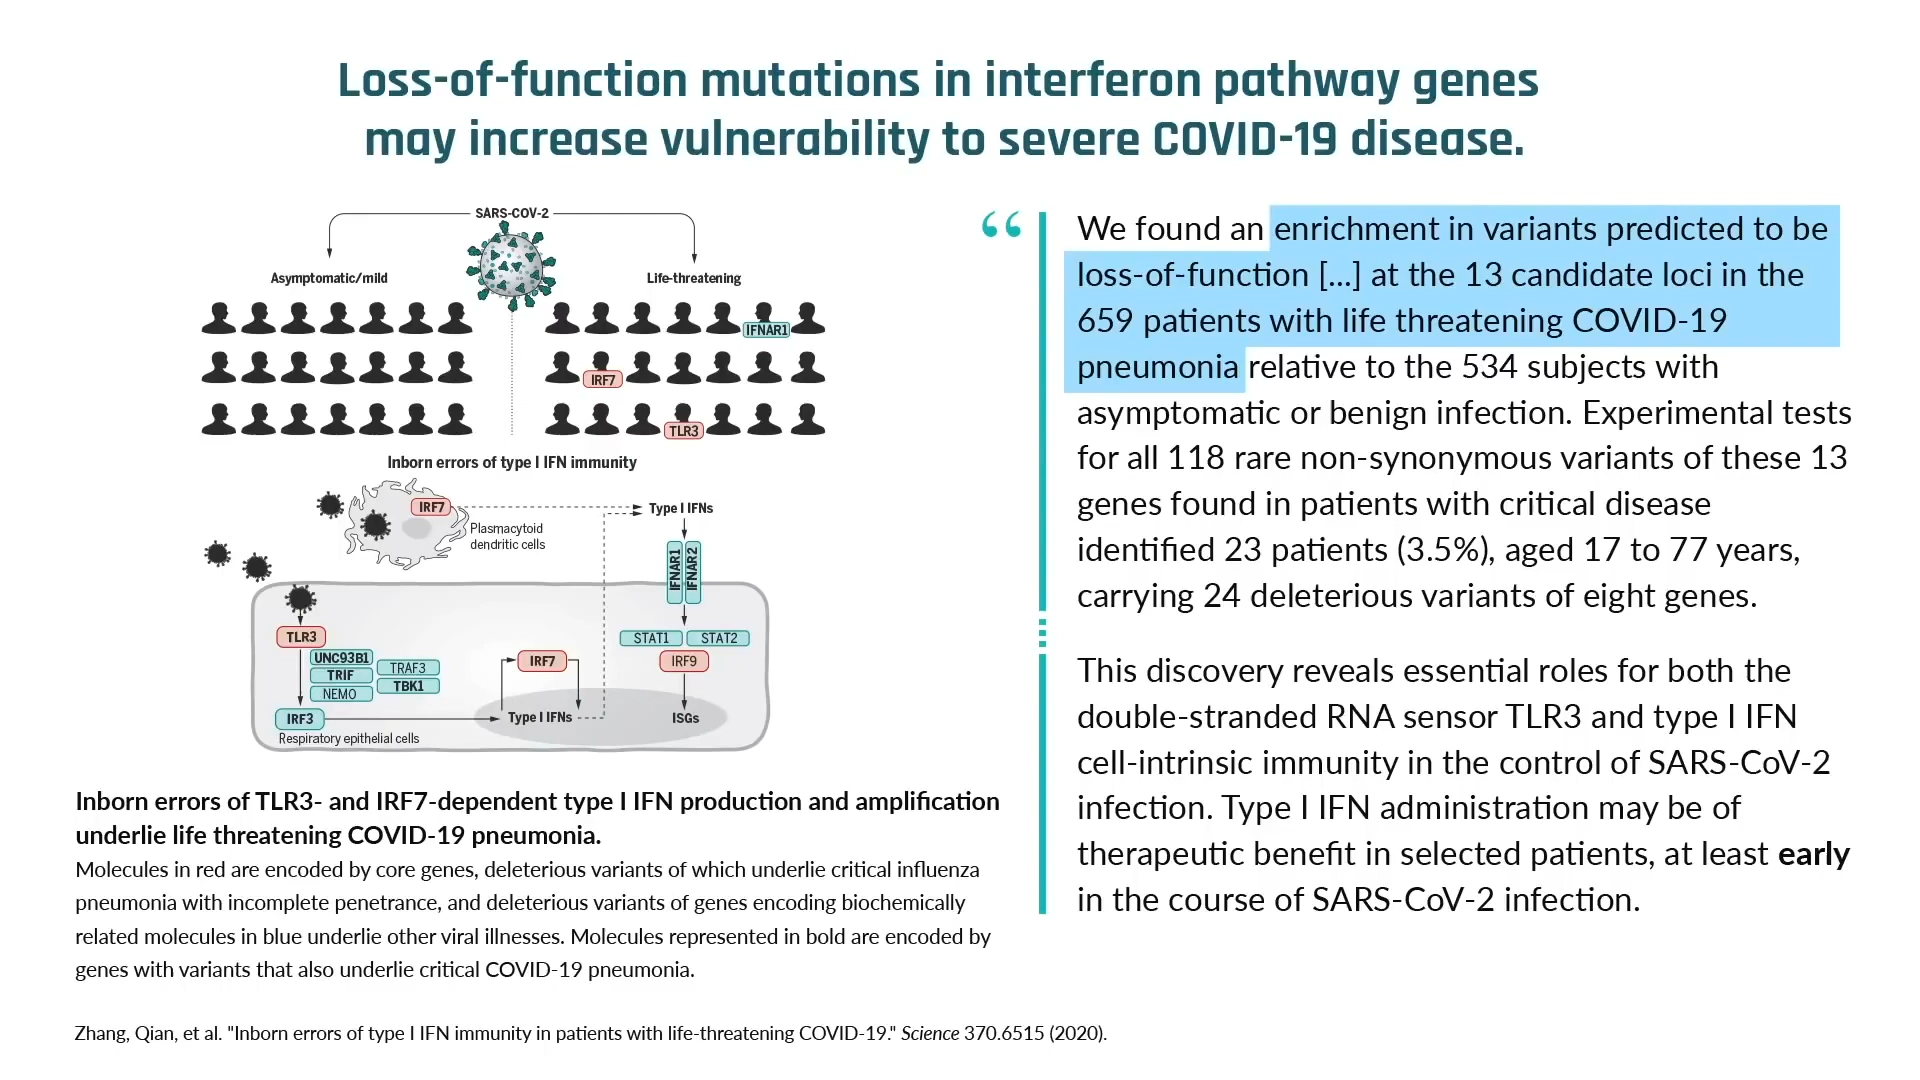 Loss-of-function mutations in interferon pathway genes
may increase vulnerability to severe COVID-19 disease.
SARS-COV-2
Asymptomatic/mild
Life-threatening
IFNAR1
IRF7
TLR3
Inborn errors of type I IFN immunity
IRF7
Plasmacytoid
dendritic cells
Type I IFNs
IFNAR1
IFNAR2
TLR3
UNC93B1
TRIF
NEMO
TRAF3
TBK1
IRF3
Respiratory epithelial cells
IRF7
Type I IFNs
STAT1
STAT2
IRF9
ISGs
Inborn errors of TLR3- and IRF7-dependent type I IFN production and amplification
underlie life threatening COVID-19 pneumonia.
Molecules in red are encoded by core genes, deleterious variants of which underlie critical influenza
pneumonia with incomplete penetrance, and deleterious variants of genes encoding biochemically
related molecules in blue underlie other viral illnesses. Molecules represented in bold are encoded by
genes with variants that also underlie critical COVID-19 pneumonia.
“
We found an enrichment in variants predicted to be
loss-of-function [...] at the 13 candidate loci in the
659 patients with life threatening COVID-19
pneumonia relative to the 534 subjects with
asymptomatic or benign infection. Experimental tests
for all 118 rare non-synonymous variants of these 13
genes found in patients with critical disease
identified 23 patients (3.5%), aged 17 to 77 years,
carrying 24 deleterious variants of eight genes.
This discovery reveals essential roles for both the
double-stranded RNA sensor TLR3 and type I IFN
cell-intrinsic immunity in the control of SARS-CoV-2
infection. Type I IFN administration may be of
therapeutic benefit in selected patients, at least early
in the course of SARS-CoV-2 infection.
Zhang, Qian, et al. "Inborn errors of type I IFN immunity in patients with life-threatening COVID-19." Science 370.6515 (2020).